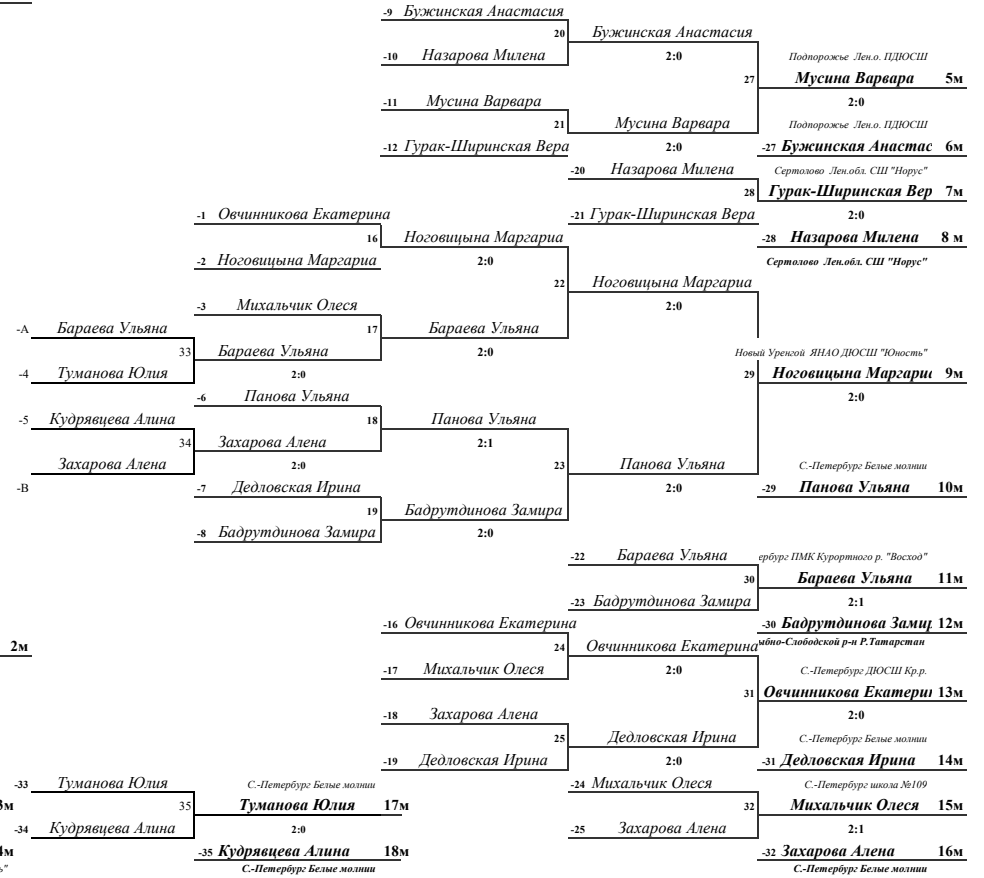 -9 Бужинская Анастасия
20 Бужинская Анастасия
-10 Назарова Милена 2:0 Подпорожье Лен.о. ПДЮСШ
27 Мусина Варвара 5м
-11 Мусина Варвара 2:0
21 Мусина Варвара Подпорожье Лен.о. ПДЮСШ
-12 Гурак-Ширинская Вера 2:0 -27 Бужинская Анастас 6м
-20 Назарова Милена Сертолово Лен.обл. СШ "Норус"
28 Гурак-Ширинская Вер 7м
-1 Овчинникова Екатерина -21 Гурак-Ширинская Вера 2:0
16 Ноговицына Маргариа -28 Назарова Милена 8 м
-2 Ноговицына Маргариа 2:0 Сертолово Лен.обл. СШ "Норус"
22 Ноговицына Маргариа
-3 Михальчик Олеся 2:0
-А Бараева Ульяна 17 Бараева Ульяна
33 Бараева Ульяна 2:0 Новый Уренгой ЯНАО ДЮСШ "Юность"
-4 Туманова Юлия 2:0 29 Ноговицына Маргари 9м
-6 Панова Ульяна 2:0
-5 Кудрявцева Алина 18 Панова Ульяна
34 Захарова Алена 2:1
Захарова Алена 2:0 23 Панова Ульяна С.-Петербург Белые молнии
-В -7 Дедловская Ирина 2:0 -29 Панова Ульяна 10м
19 Бадрутдинова Замира
-8 Бадрутдинова Замира 2:0
-22 Бараева Ульяна ербург ПМК Курортного р. "Восход"
30 Бараева Ульяна 11м
-23 Бадрутдинова Замира 2:1
-16 Овчинникова Екатерина -30 Бадрутдинова Замир 12м
2м 24 Овчинникова Екатерина ыбно-Слободской р-н Р.Татарстан
-17 Михальчик Олеся 2:0 С.-Петербург ДЮСШ Кр.р.
31 Овчинникова Екатери 13м
-18 Захарова Алена 2:0
25 Дедловская Ирина С.-Петербург Белые молнии
-19 Дедловская Ирина 2:0 -31 Дедловская Ирина 14м
-33 Туманова Юлия С.-Петербург Белые молнии -24 Михальчик Олеся С.-Петербург школа №109
3м 35 Туманова Юлия 17м 32 Михальчик Олеся 15м
-34 Кудрявцева Алина 2:0 -25 Захарова Алена 2:1
4м -35 Кудрявцева Алина 18м -32 Захарова Алена 16м
С.-Петербург Белые молнии С.-Петербург Белые молнии